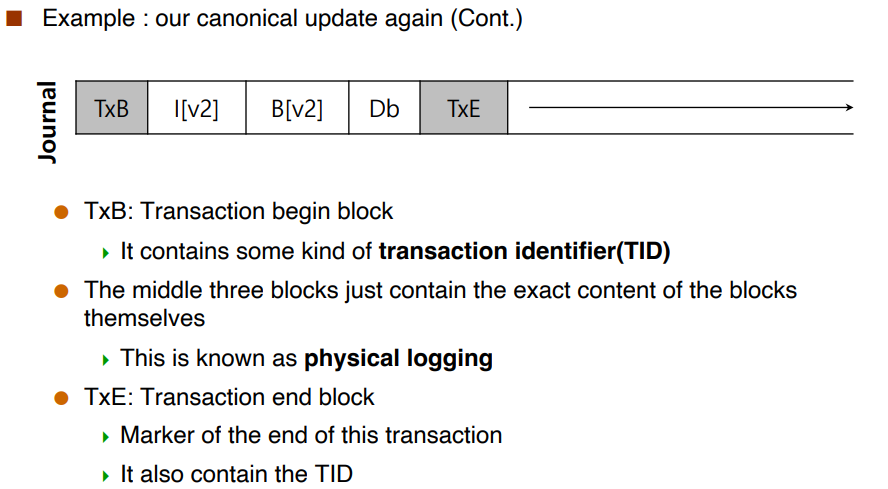 Example : our canonical update again (Cont.)
Journal
TxB I[v2] B[v2] Db TxE
TxB: Transaction begin block
It contains some kind of transaction identifier(TID)
The middle three blocks just contain the exact content of the blocks
themselves
This is known as physical logging
TxE: Transaction end block
Marker of the end of this transaction
It also contain the TID